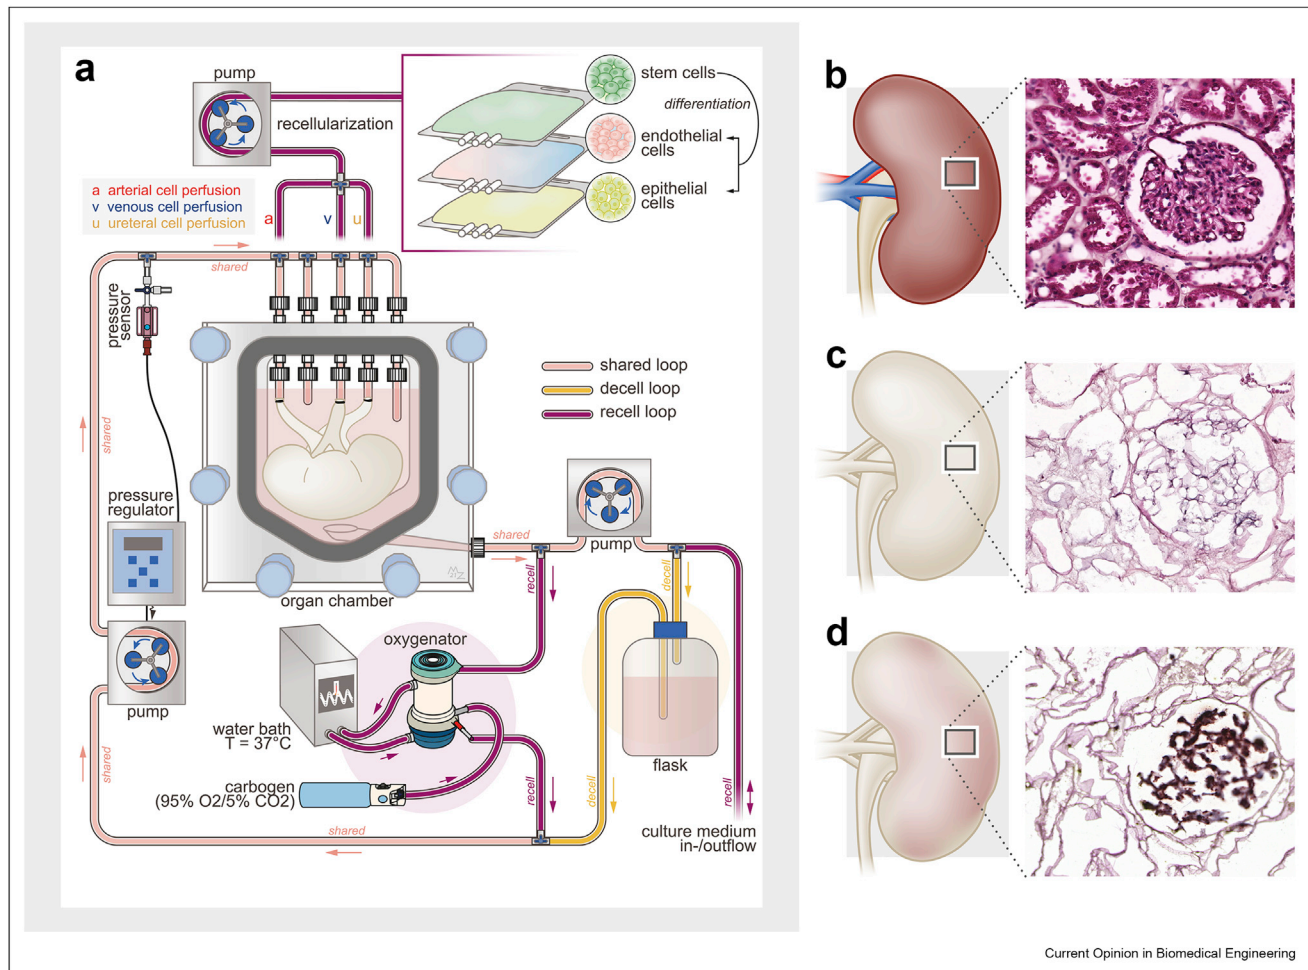 a
pump
recellularization
stem cells
differentiation
endothelial
cells
epithelial
cells
a arterial cell perfusion
v venous cell perfusion
u ureteral cell perfusion
a
v
u
shared
pressure
sensor
shared
shared loop
decell loop
recell loop
pressure
regulator
organ chamber
shared
pump
recell
decell
oxygenator
pump
water bath
T = 37°C
flask
carbogen
(95% O2/5% CO2)
shared
recell
decell
recell
shared
culture medium
in-/outflow
b
c
d
Current Opinion in Biomedical Engineering